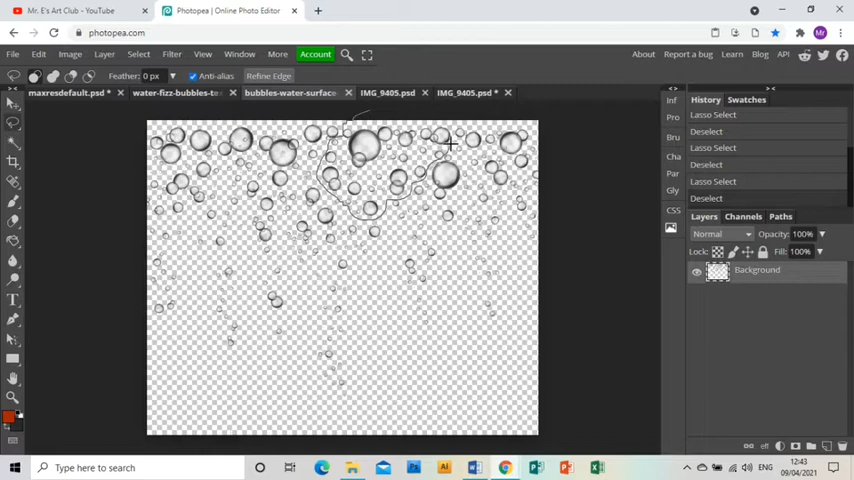 Mr. E's Art Club - YouTube
Photopea | Online Photo Editor
photopea.com
Mr
File Edit Image Layer Select Filter View Window More Account
About Report a bug Learn Blog API
Feather: 0 px Anti-alias Refine Edge
maxresdefault.psd * water-fizz-bubbles-te bubbles-water-surface IMG_9405.psd IMG_9405.psd *
Inf
Pro
Bru
Cha
Par
Gly
CSS
History Swatches
Lasso Select
Deselect
Lasso Select
Deselect
Lasso Select
Deselect
Layers Channels Paths
Normal Opacity: 100%
Lock: Fill: 100%
Background
eff
Type here to search
ENG
12:43
09/04/2021